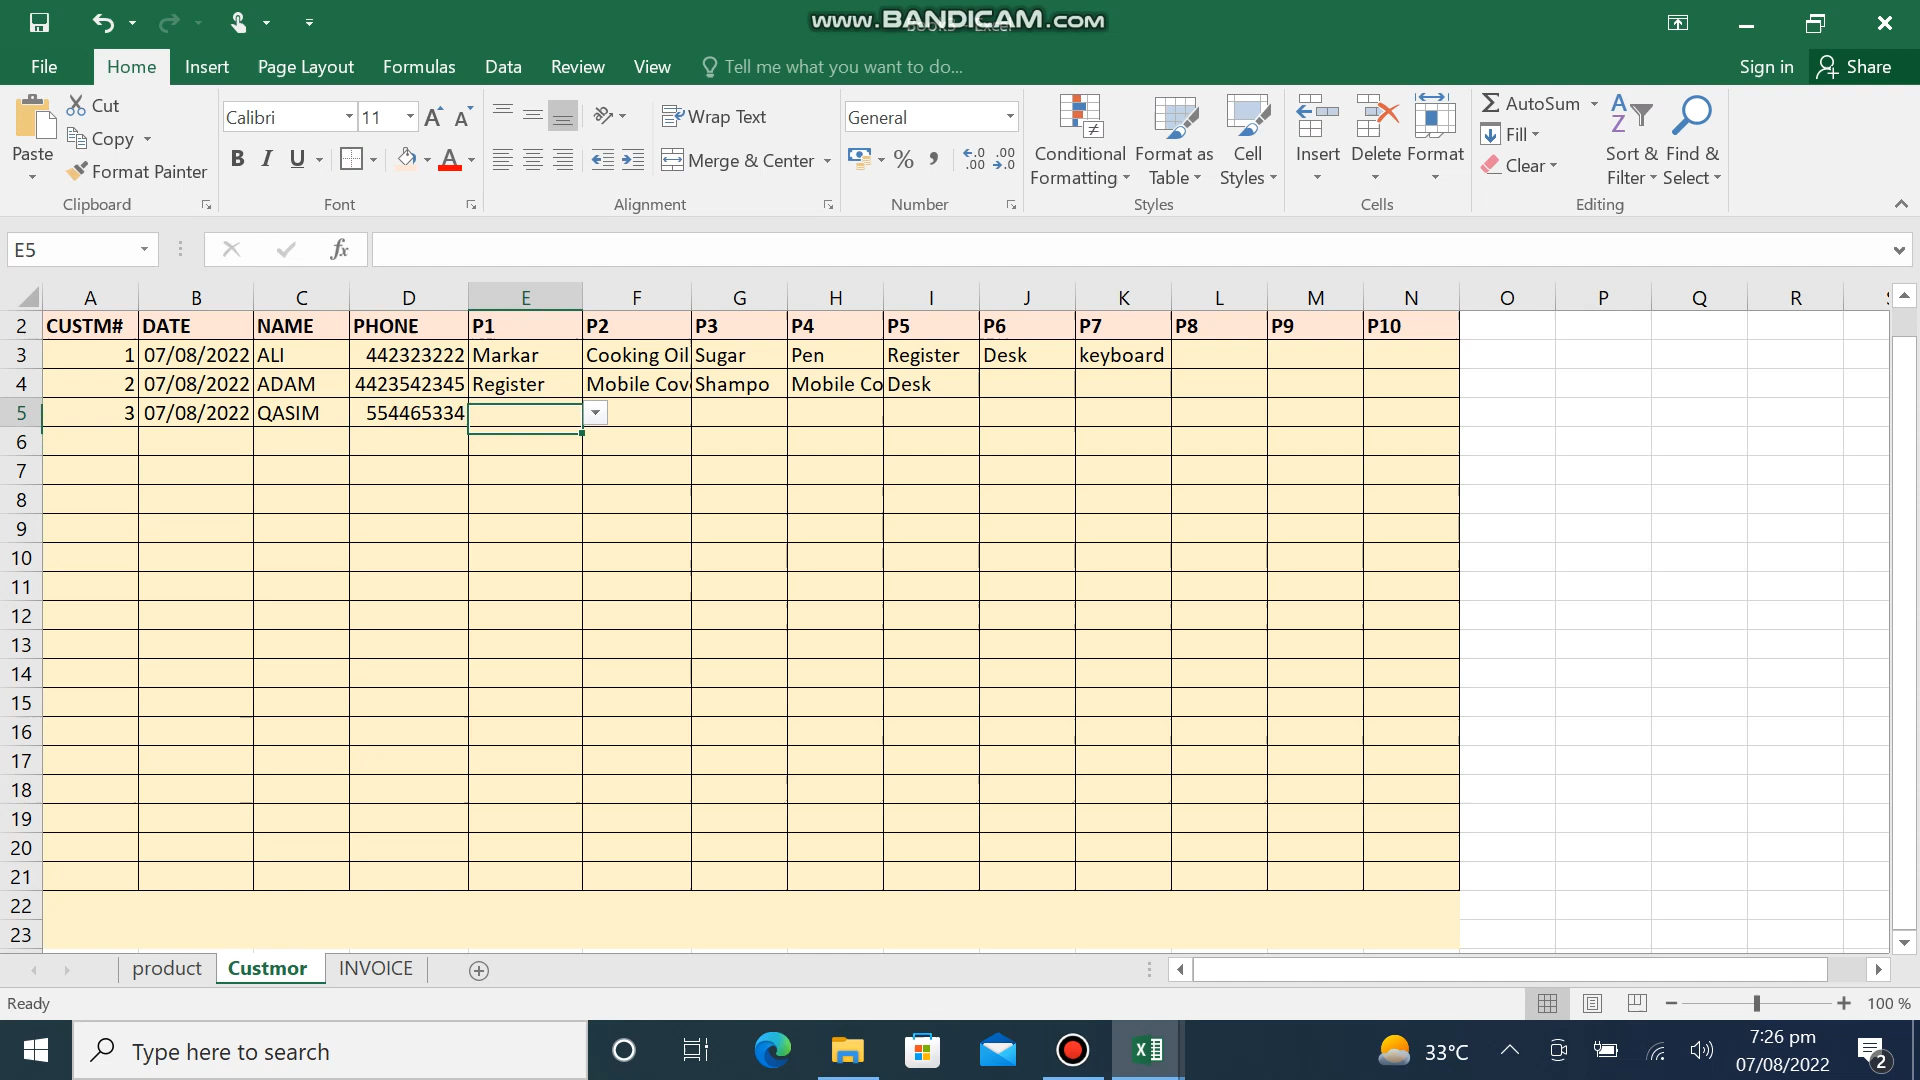 www.BANDICAM.com
File Home Insert Page Layout Formulas Data Review View Tell me what you want to do... Sign in Share
Paste Cut Copy Format Painter Clipboard
Calibri 11 B I U A Font
Wrap Text Merge & Center Alignment
General % Number
Conditional Formatting Format as Table Cell Styles Styles
Insert Delete Format Cells
AutoSum Fill Clear Sort & Filter Find & Select Editing
E5 fx
A B C D E F G H I J K L M N O P Q R
2 CUSTM# DATE NAME PHONE P1 P2 P3 P4 P5 P6 P7 P8 P9 P10
3 1 07/08/2022 ALI 442323222 Markar Cooking Oil Sugar Pen Register Desk keyboard
4 2 07/08/2022 ADAM 4423542345 Register Mobile Cov Shampo Mobile Co Desk
5 3 07/08/2022 QASIM 554465334
6
7
8
9
10
11
12
13
14
15
16
17
18
19
20
21
22
23
product Custmor INVOICE
Ready 100 %
Type here to search 33°C 7:26 pm
07/08/2022 2